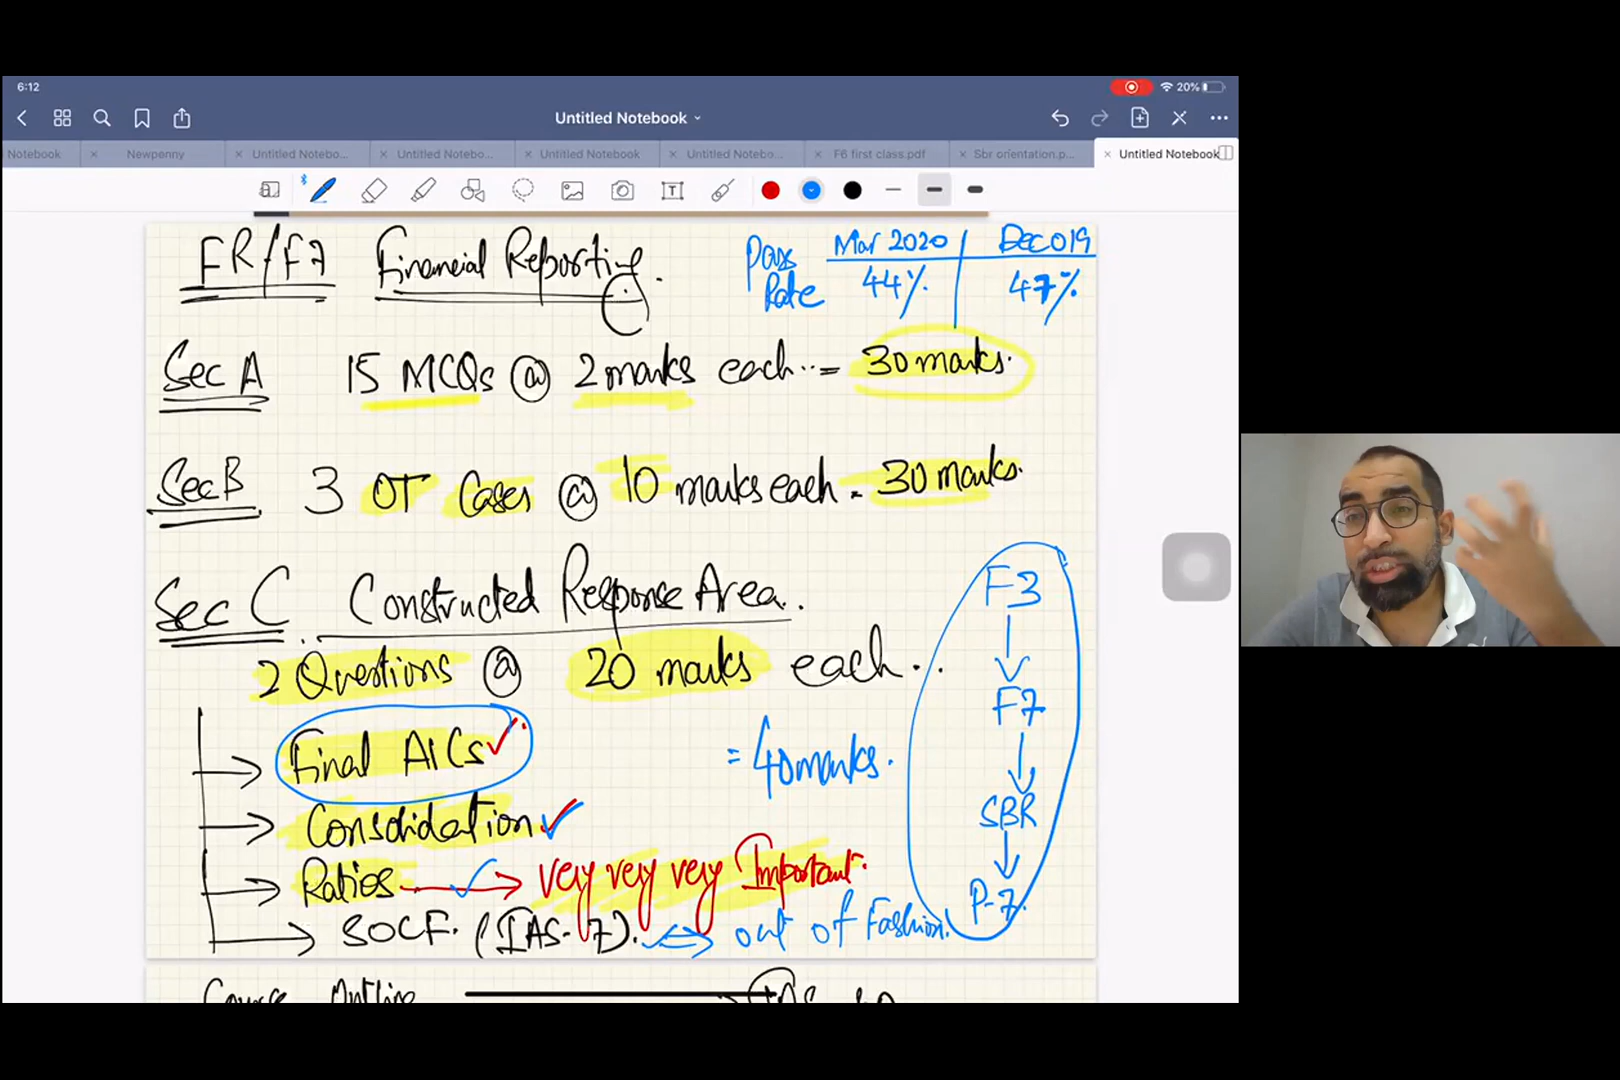 6:12
20%
Untitled Notebook
Notebook
Newpenny
Untitled Notebo...
Untitled Notebo...
Untitled Notebook
Untitled Notebo...
F6 first class.pdf
Sbr orientation.p...
Untitled Notebook
FR/F7 Financial Reporting.
Pass Rate
Mar 2020
Dec 019
44%
47%
Sec A 15 MCQs @ 2 marks each = 30 marks.
Sec B 3 OT Cases @ 10 marks each = 30 marks.
Sec C. Constructed Response Area.
2 Questions @ 20 marks each..
Final A/Cs
= 40 marks.
Consolidation
Ratios → very very very Important.
SOCF. (IAS-7). out of Fashion.
F3
F7
SBR
P-7.
Course Outline